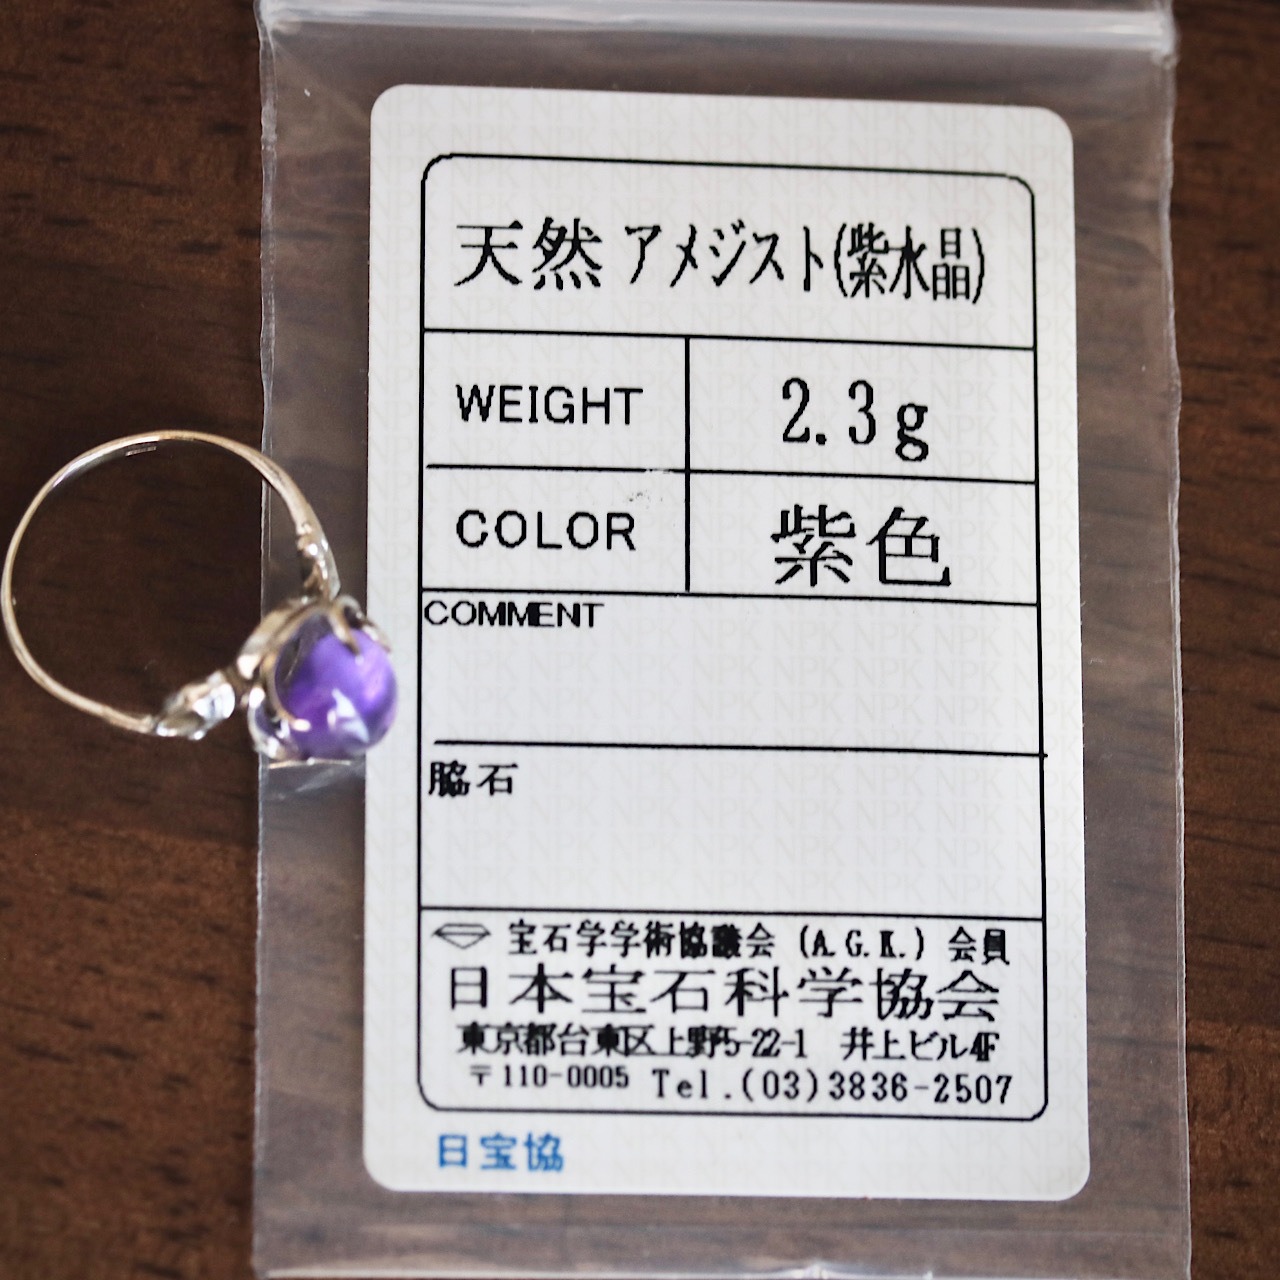 天然 アメジスト(紫水晶)
WEIGHT 2.3g
COLOR 紫色
COMMENT
脇石
宝石学学術協議会 (A.G.K.) 会員
日本宝石科学協会
東京都台東区上野5-22-1 井上ビル4F
〒110-0005 Tel.(03)3836-2507
日宝協